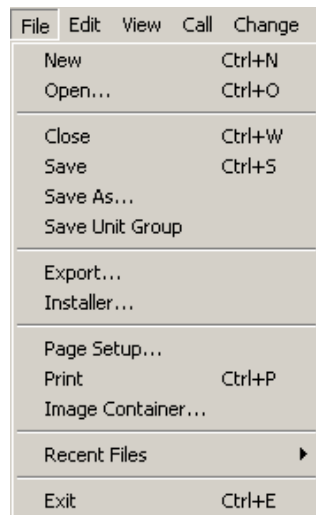 File Edit View Call Change
New Ctrl+N
Open... Ctrl+O
Close Ctrl+W
Save Ctrl+S
Save As...
Save Unit Group
Export...
Installer...
Page Setup...
Print Ctrl+P
Image Container...
Recent Files
Exit Ctrl+E